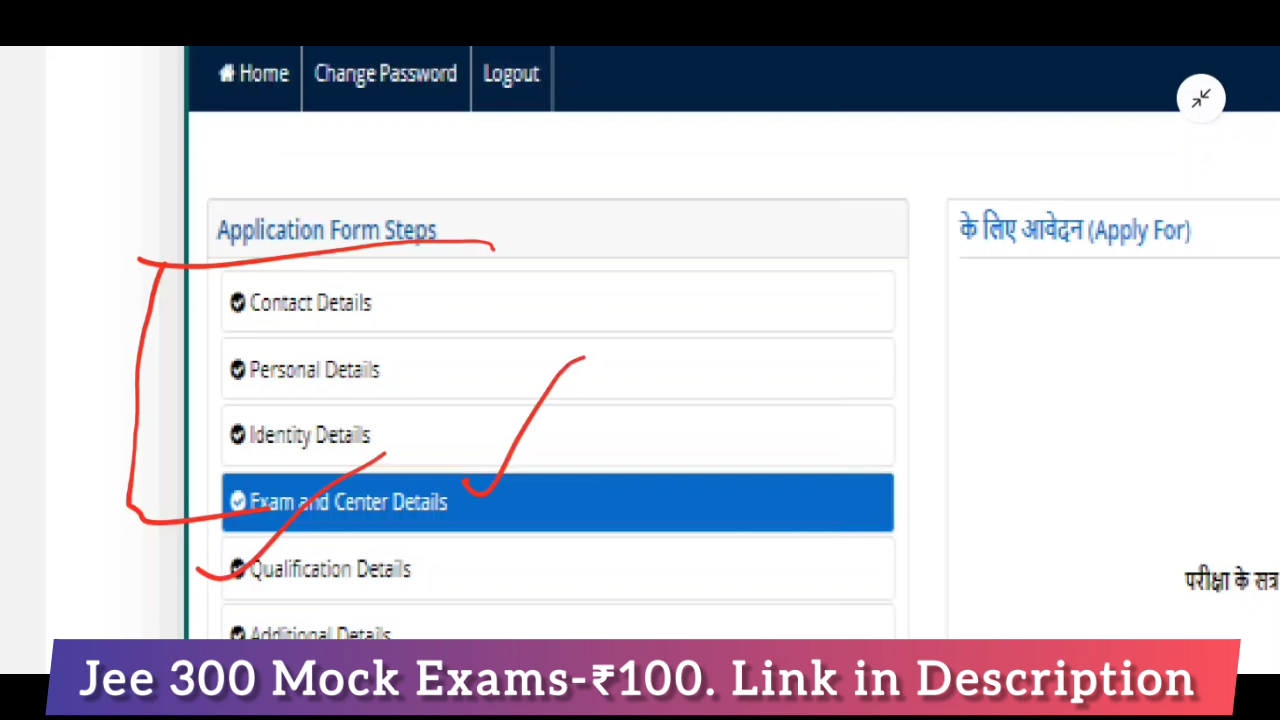 Home Change Password Logout
Application Form Steps
के लिए आवेदन (Apply For)
Contact Details
Personal Details
Identity Details
Exam and Center Details
Qualification Details
परीक्षा के सत्र
Additional Details
Jee 300 Mock Exams-₹100. Link in Description